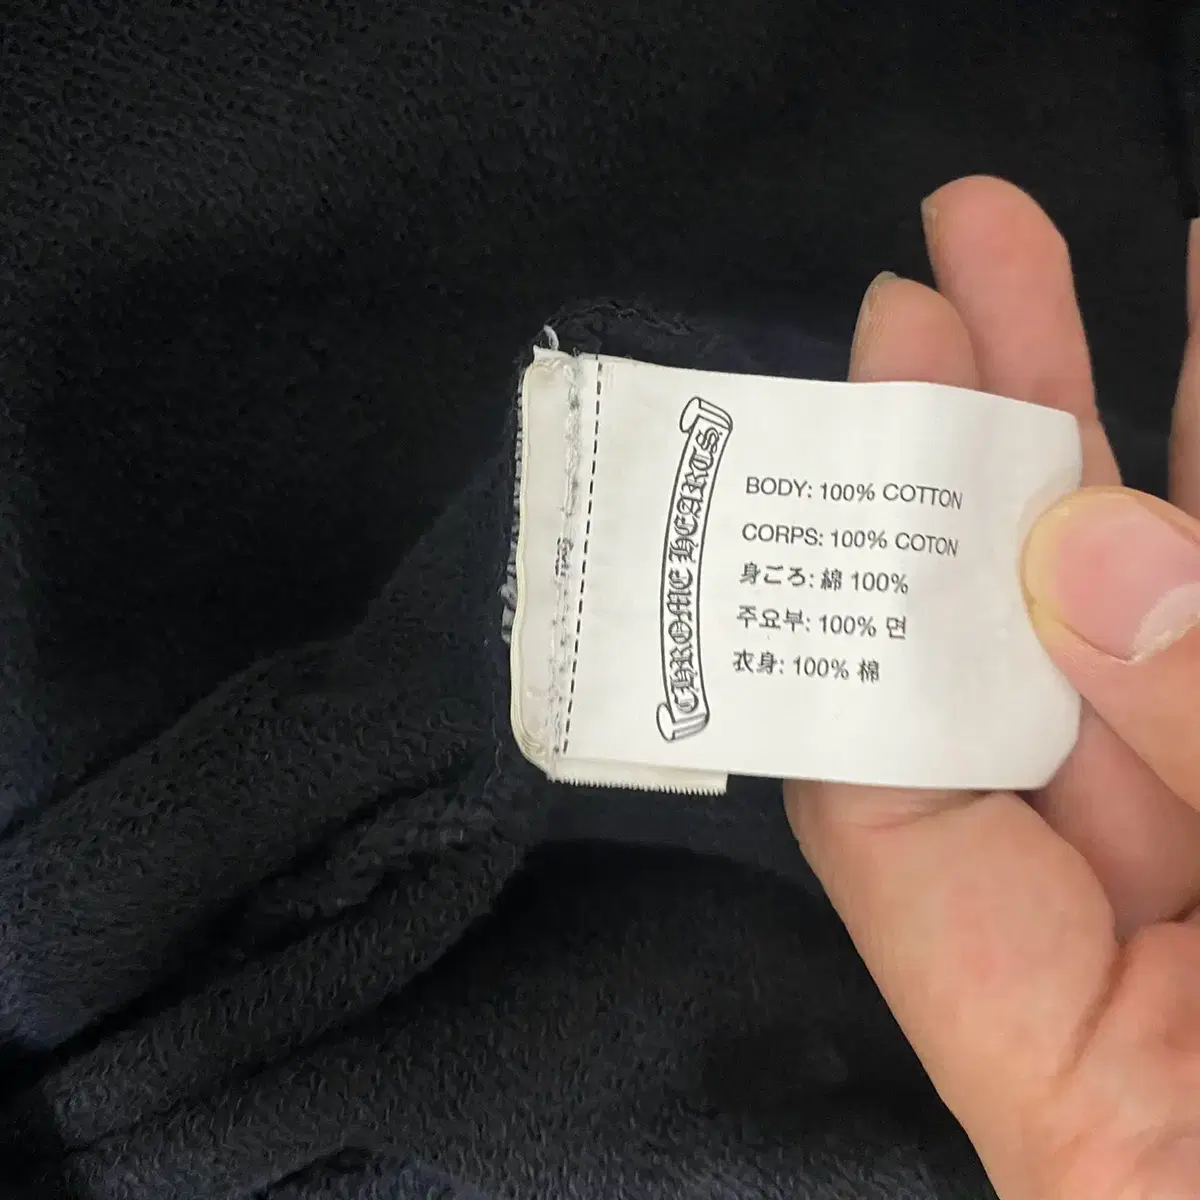 CHROME HEARTS
BODY: 100% COTTON
CORPS: 100% COTON
身ごろ: 綿 100%
주요부: 100% 면
衣身: 100% 棉